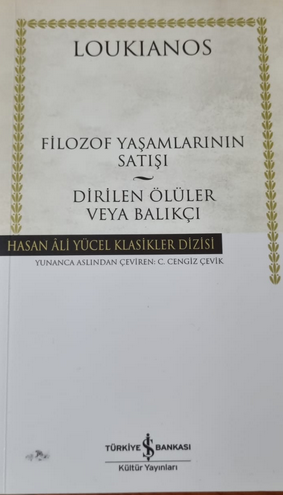 LOUKIANOS
FİLOZOF YAŞAMLARININ
SATIŞI
~
DİRİLEN ÖLÜLER
VEYA BALIKÇI
HASAN ÂLİ YÜCEL KLASİKLER DİZİSİ
YUNANCA ASLINDAN ÇEVİREN: C. CENGİZ ÇEVİK
TÜRKİYE BANKASI
Kültür Yayınları